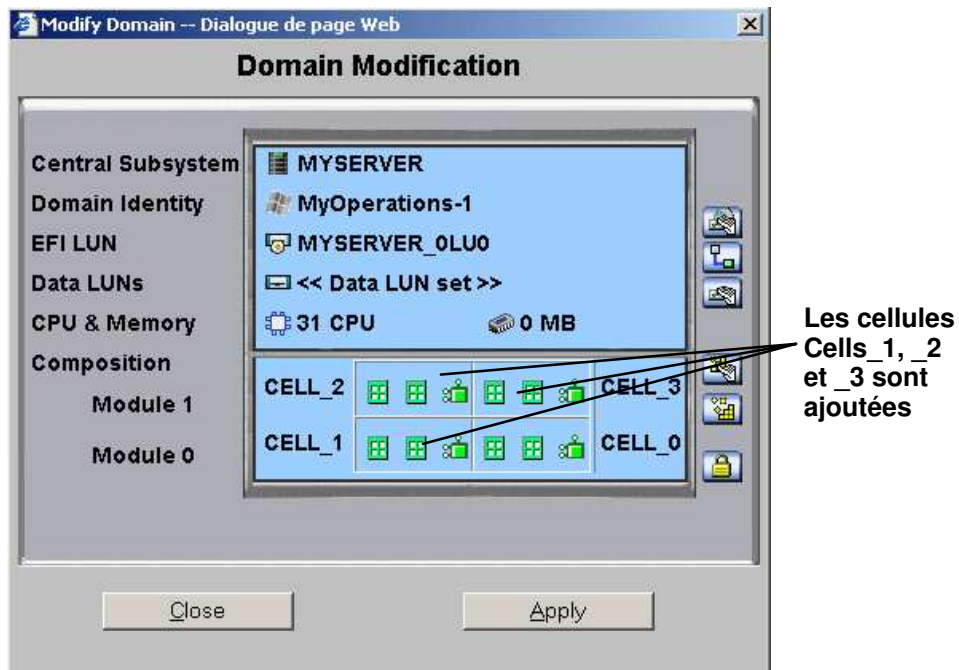 Modify Domain -- Dialogue de page Web
Domain Modification
Central Subsystem MYSERVER
Domain Identity MyOperations-1
EFI LUN MYSERVER_0LU0
Data LUNs << Data LUN set >>
CPU & Memory 31 CPU 0 MB
Composition
Module 1 CELL_2 CELL_3
Module 0 CELL_1 CELL_0
Close Apply
Les cellules
Cells_1, _2
et _3 sont
ajoutées